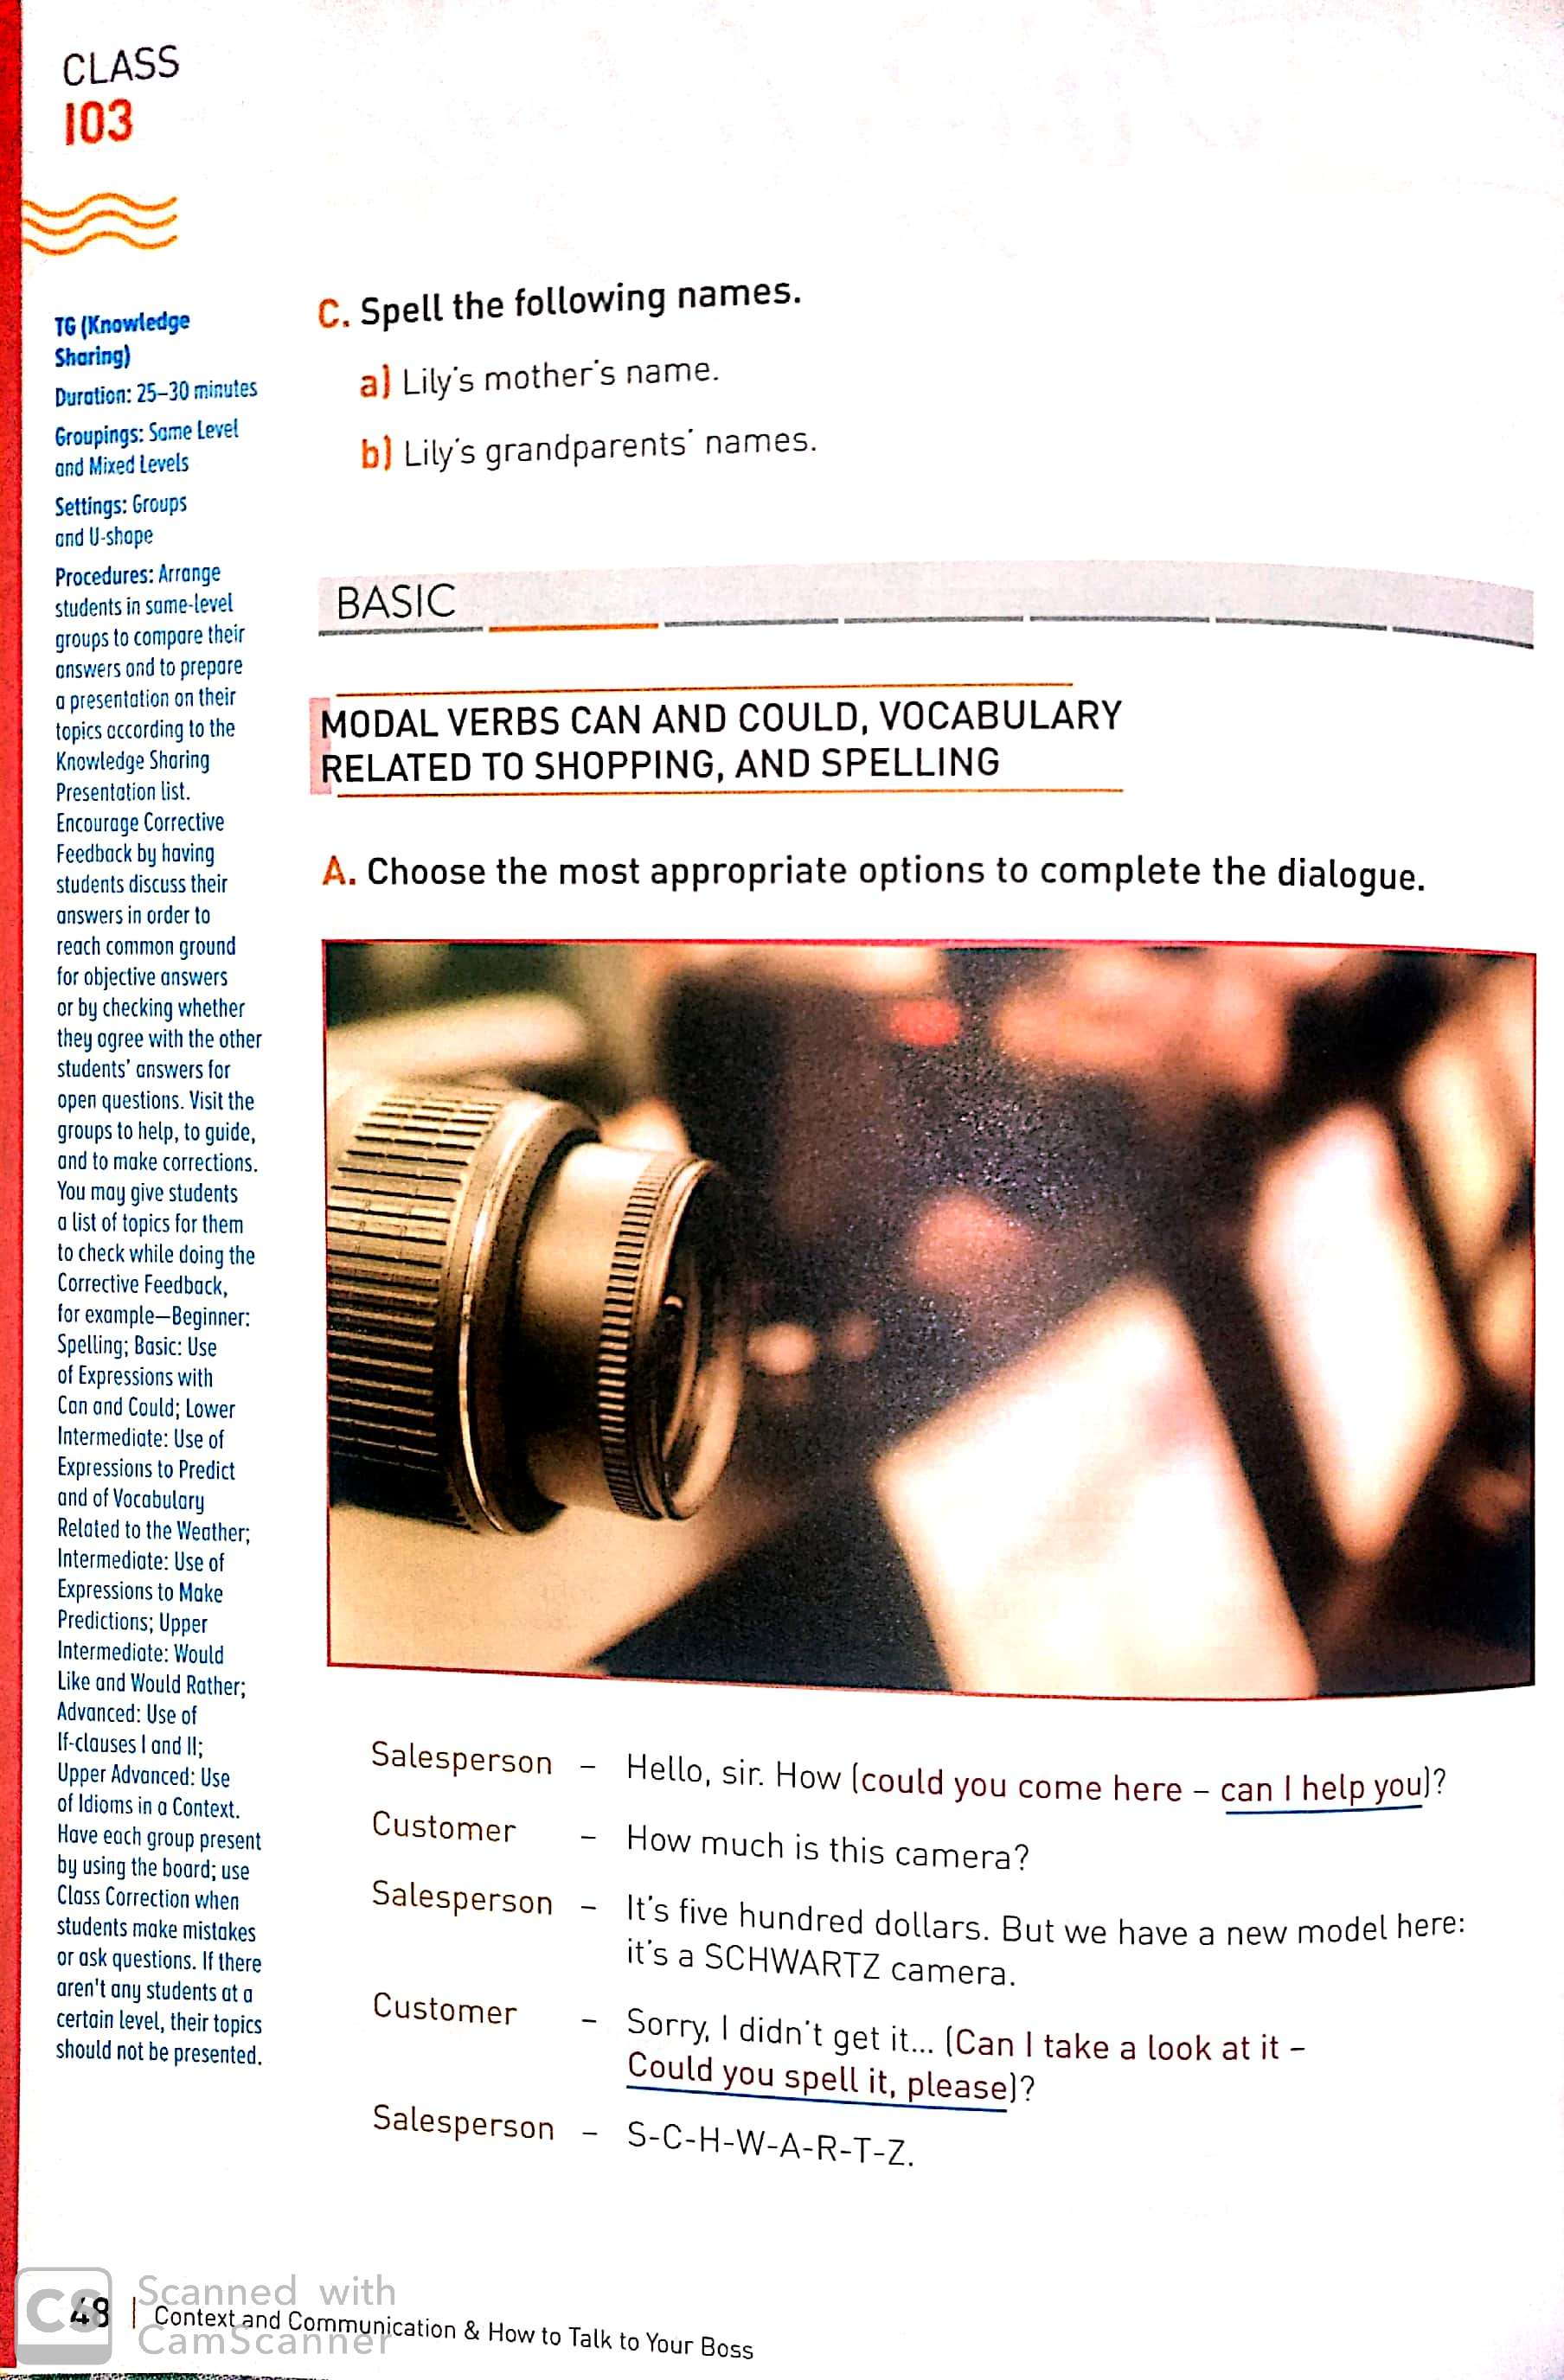 CLASS
103
TG (Knowledge
Sharing)
Duration: 25–30 minutes
Groupings: Same Level
and Mixed Levels
Settings: Groups
and U-shape
Procedures: Arrange
students in same-level
groups to compare their
answers and to prepare
a presentation on their
topics according to the
Knowledge Sharing
Presentation list.
Encourage Corrective
Feedback by having
students discuss their
answers in order to
reach common ground
for objective answers
or by checking whether
they agree with the other
students' answers for
open questions. Visit the
groups to help, to guide,
and to make corrections.
You may give students
a list of topics for them
to check while doing the
Corrective Feedback,
for example—Beginner:
Spelling; Basic: Use
of Expressions with
Can and Could; Lower
Intermediate: Use of
Expressions to Predict
and of Vocabulary
Related to the Weather;
Intermediate: Use of
Expressions to Make
Predictions; Upper
Intermediate: Would
Like and Would Rather;
Advanced: Use of
If-clauses I and II;
Upper Advanced: Use
of Idioms in a Context.
Have each group present
by using the board; use
Class Correction when
students make mistakes
or ask questions. If there
aren't any students at a
certain level, their topics
should not be presented.
C. Spell the following names.
a) Lily's mother's name.
b) Lily's grandparents' names.
BASIC
MODAL VERBS CAN AND COULD, VOCABULARY
RELATED TO SHOPPING, AND SPELLING
A. Choose the most appropriate options to complete the dialogue.
Salesperson – Hello, sir. How (could you come here – can I help you)?
Customer – How much is this camera?
Salesperson – It's five hundred dollars. But we have a new model here:
it's a SCHWARTZ camera.
Customer – Sorry, I didn't get it... (Can I take a look at it –
Could you spell it, please)?
Salesperson – S-C-H-W-A-R-T-Z.
48 | Context and Communication & How to Talk to Your Boss
CS Scanned with
CamScanner